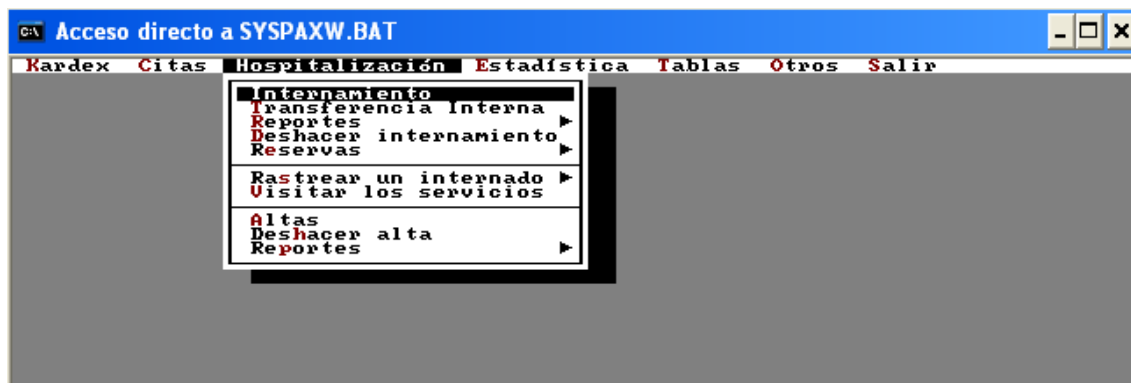 C:\ Acceso directo a SYSPAXW.BAT
Kardex Citas Hospitalización Estadística Tablas Otros Salir
Internamiento
Transferencia Interna
Reportes
Deshacer internamiento
Reservas
Rastrear un internado
Visitar los servicios
Altas
Deshacer alta
Reportes